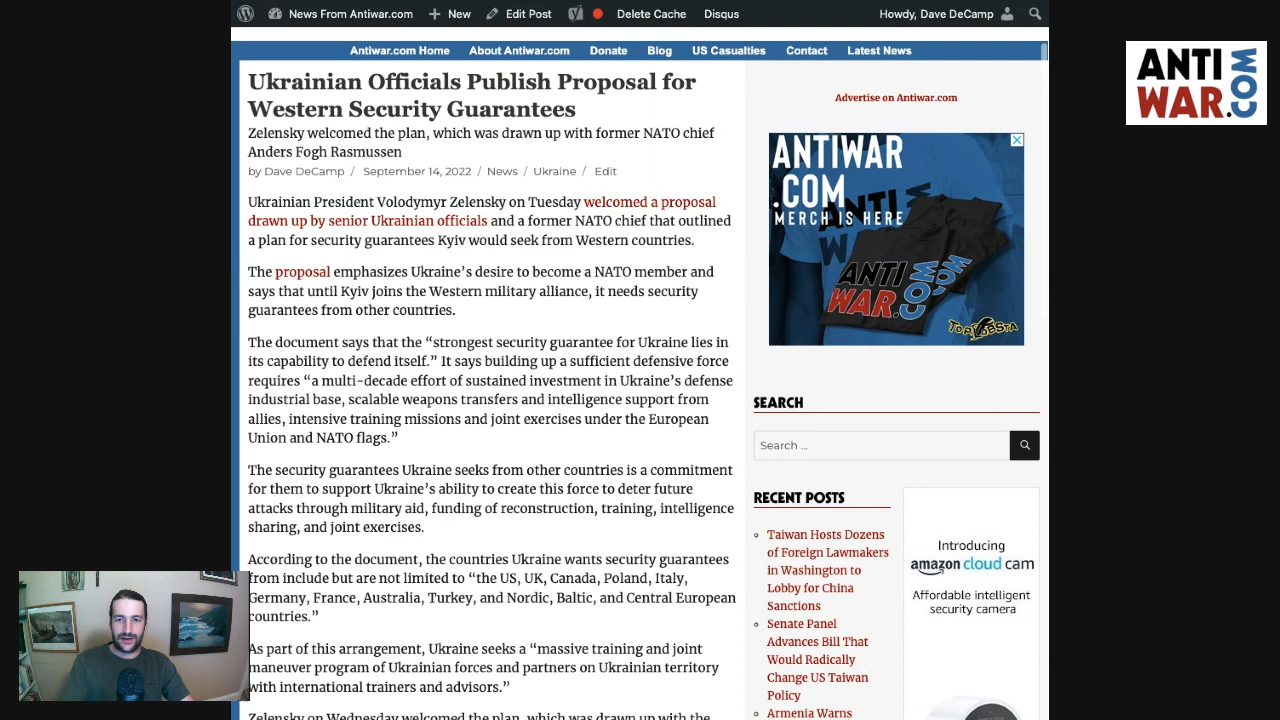 News From Antiwar.com
New
Edit Post
Delete Cache
Disqus
Howdy, Dave DeCamp
Antiwar.com Home
About Antiwar.com
Donate
Blog
US Casualties
Contact
Latest News
ANTI
WAR.COM
Ukrainian Officials Publish Proposal for
Western Security Guarantees
Zelensky welcomed the plan, which was drawn up with former NATO chief
Anders Fogh Rasmussen
by Dave DeCamp / September 14, 2022 / News / Ukraine / Edit
Ukrainian President Volodymyr Zelensky on Tuesday welcomed a proposal
drawn up by senior Ukrainian officials and a former NATO chief that outlined
a plan for security guarantees Kyiv would seek from Western countries.
The proposal emphasizes Ukraine’s desire to become a NATO member and
says that until Kyiv joins the Western military alliance, it needs security
guarantees from other countries.
The document says that the “strongest security guarantee for Ukraine lies in
its capability to defend itself.” It says building up a sufficient defensive force
requires “a multi-decade effort of sustained investment in Ukraine’s defense
industrial base, scalable weapons transfers and intelligence support from
allies, intensive training missions and joint exercises under the European
Union and NATO flags.”
The security guarantees Ukraine seeks from other countries is a commitment
for them to support Ukraine’s ability to create this force to deter future
attacks through military aid, funding of reconstruction, training, intelligence
sharing, and joint exercises.
According to the document, the countries Ukraine wants security guarantees
from include but are not limited to “the US, UK, Canada, Poland, Italy,
Germany, France, Australia, Turkey, and Nordic, Baltic, and Central European
countries.”
As part of this arrangement, Ukraine seeks a “massive training and joint
maneuver program of Ukrainian forces and partners on Ukrainian territory
with international trainers and advisors.”
Zelensky on Wednesday welcomed the plan, which was drawn up with the
Advertise on Antiwar.com
ANTIWAR
.COM
MERCH IS HERE
ANTI
WAR.COM
TOP LOBSTA
SEARCH
Search ...
RECENT POSTS
Taiwan Hosts Dozens
of Foreign Lawmakers
in Washington to
Lobby for China
Sanctions
Senate Panel
Advances Bill That
Would Radically
Change US Taiwan
Policy
Armenia Warns
Introducing
amazon cloud cam
Affordable intelligent
security camera